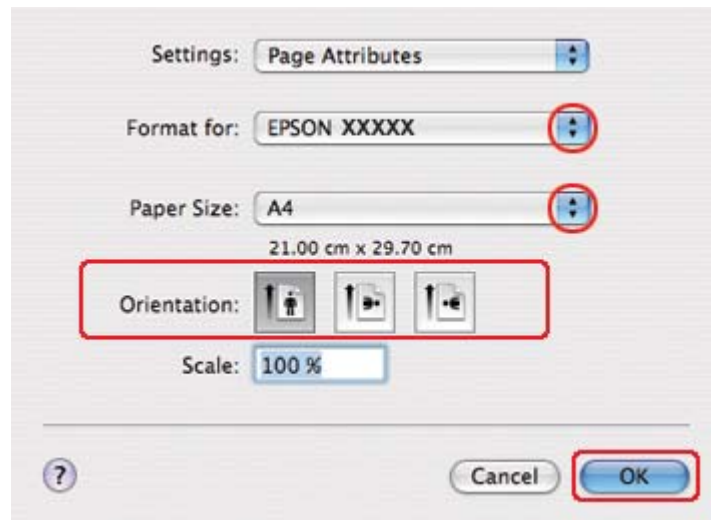 Settings: Page Attributes
Format for: EPSON XXXXX
Paper Size: A4
21.00 cm x 29.70 cm
Orientation:
Scale: 100 %
? Cancel OK